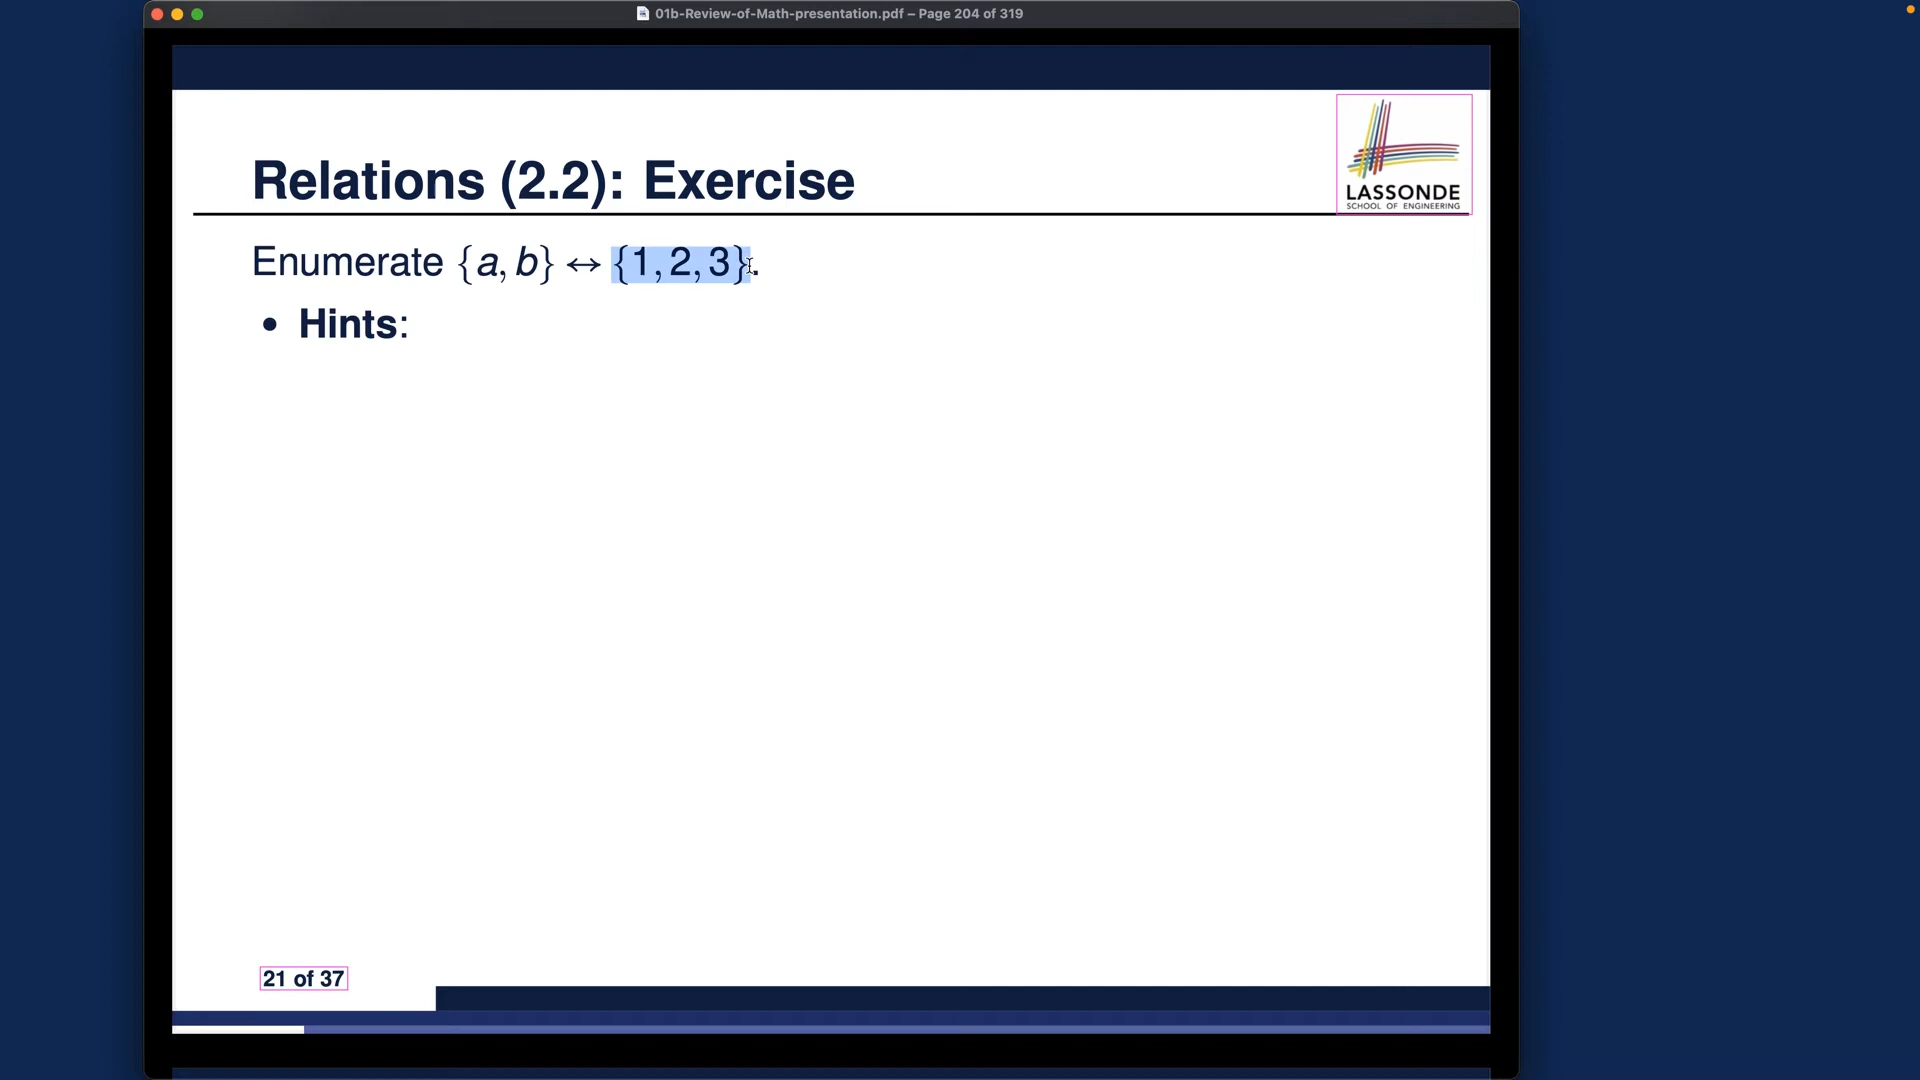 01b-Review-of-Math-presentation.pdf – Page 204 of 319
LASSONDE
SCHOOL OF ENGINEERING
Relations (2.2): Exercise
Enumerate {a, b} ↔ {1, 2, 3}.
• Hints:
21 of 37